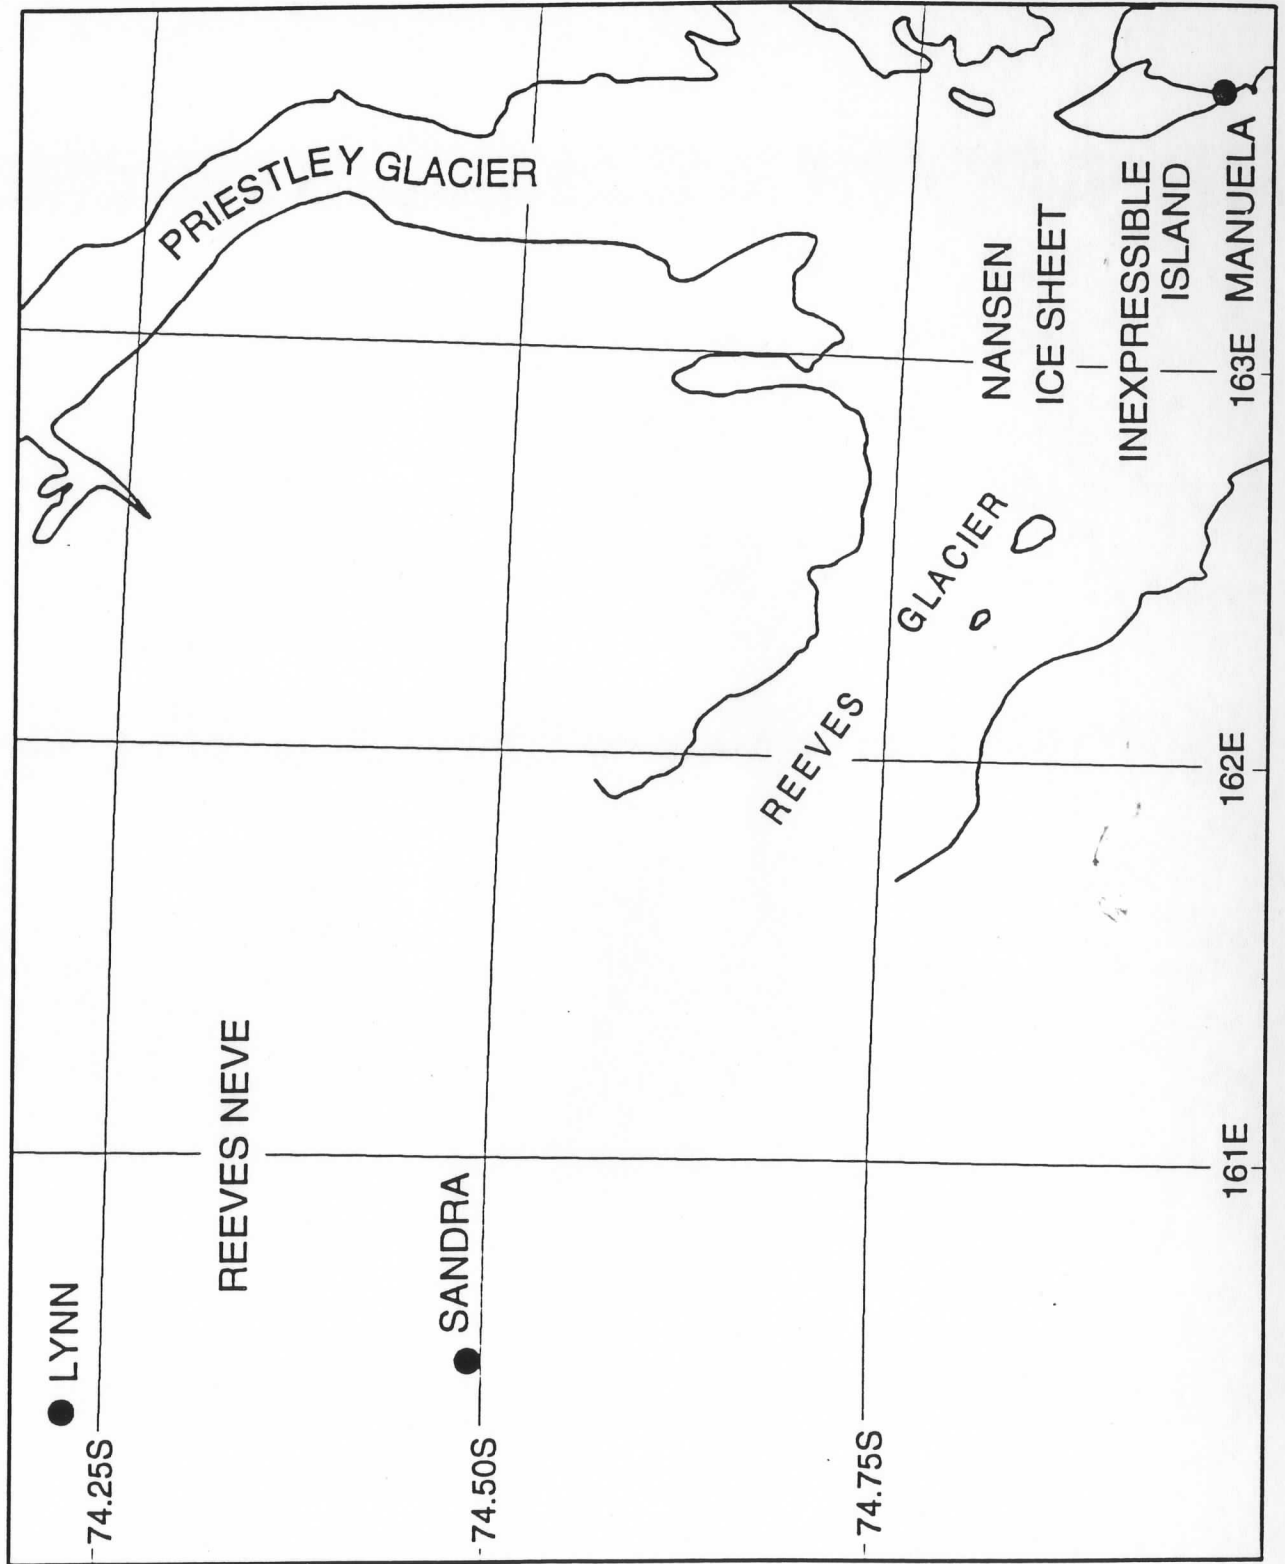 LYNN
SANDRA
REEVES NEVE
PRIESTLEY GLACIER
REEVES
GLACIER
NANSEN
ICE SHEET
INEXPRESSIBLE
ISLAND
MANUELA
74.25S
74.50S
74.75S
161E
162E
163E